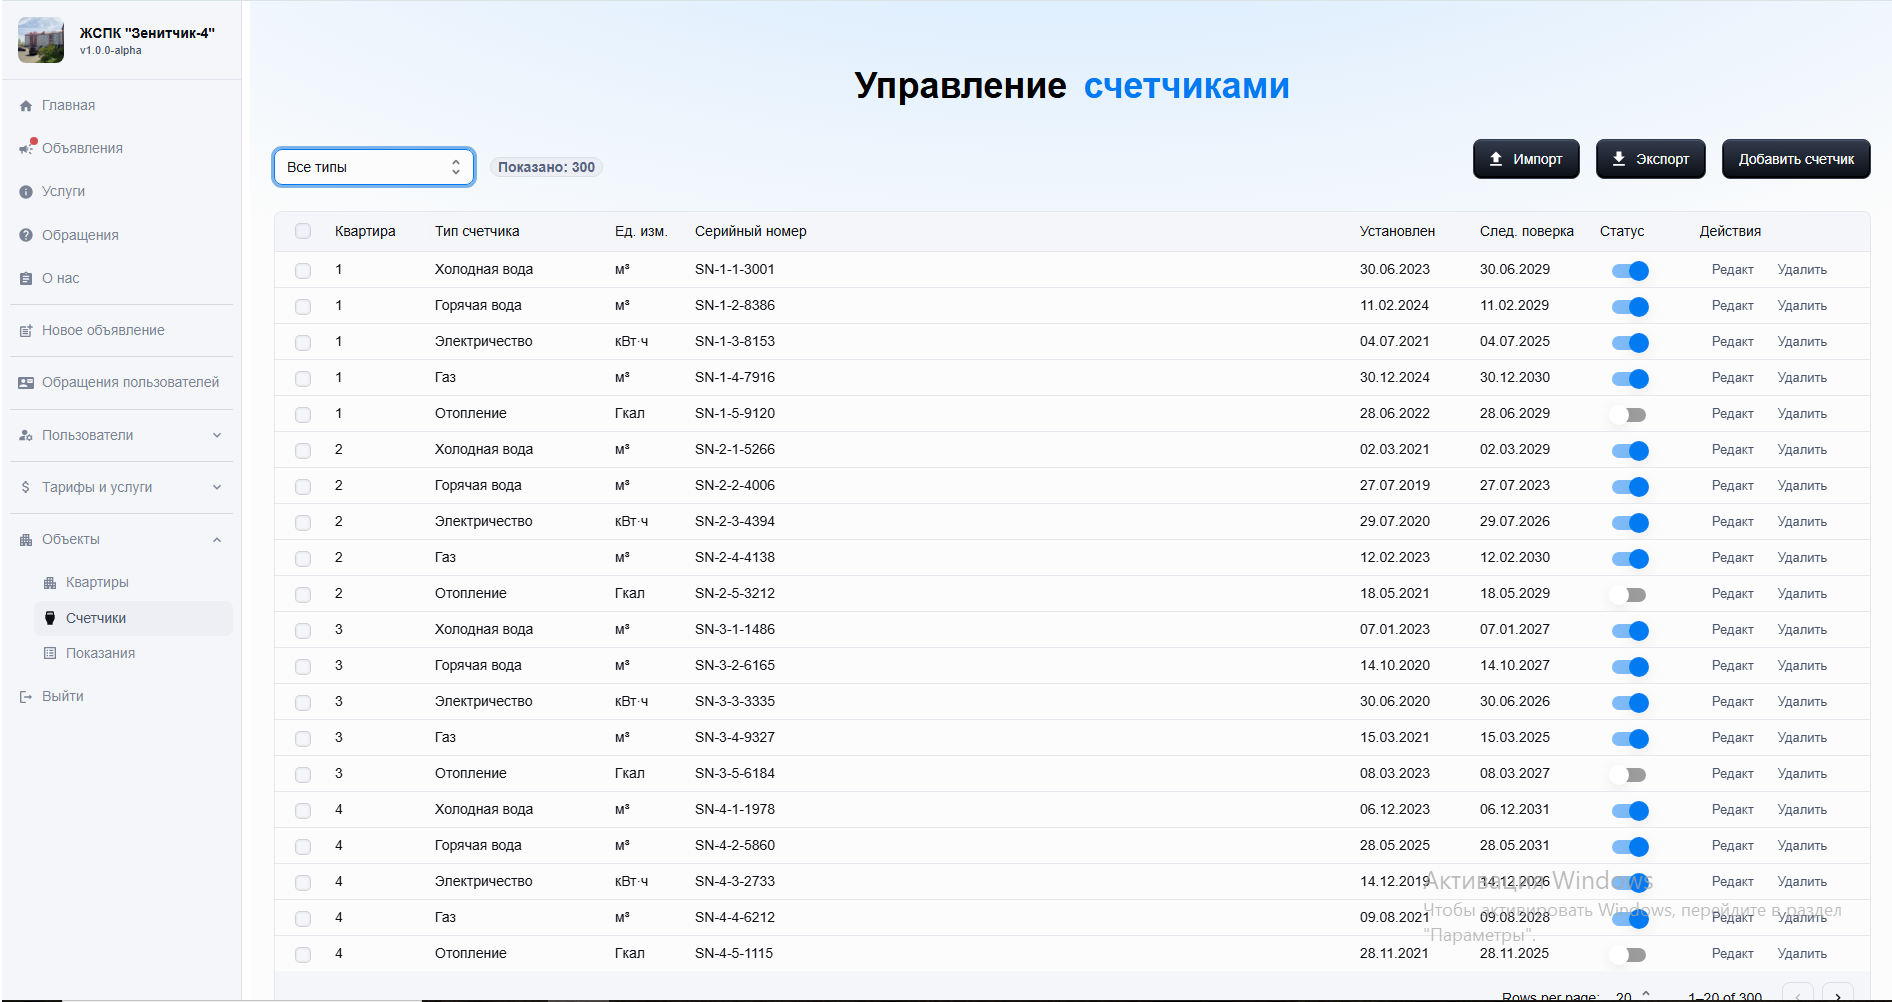 ЖСПК "Зенитчик-4"
v1.0.0-alpha
Главная
Объявления
Услуги
Обращения
О нас
Новое объявление
Обращения пользователей
Пользователи
$ Тарифы и услуги
Объекты
Квартиры
Счетчики
Показания
Выйти
Управление счетчиками
Все типы Показано: 300 Импорт Экспорт Добавить счетчик
Квартира Тип счетчика Ед. изм. Серийный номер Установлен След. поверка Статус Действия
1 Холодная вода м³ SN-1-1-3001 30.06.2023 30.06.2029 Редакт Удалить
1 Горячая вода м³ SN-1-2-8386 11.02.2024 11.02.2029 Редакт Удалить
1 Электричество кВт·ч SN-1-3-8153 04.07.2021 04.07.2025 Редакт Удалить
1 Газ м³ SN-1-4-7916 30.12.2024 30.12.2030 Редакт Удалить
1 Отопление Гкал SN-1-5-9120 28.06.2022 28.06.2029 Редакт Удалить
2 Холодная вода м³ SN-2-1-5266 02.03.2021 02.03.2029 Редакт Удалить
2 Горячая вода м³ SN-2-2-4006 27.07.2019 27.07.2023 Редакт Удалить
2 Электричество кВт·ч SN-2-3-4394 29.07.2020 29.07.2026 Редакт Удалить
2 Газ м³ SN-2-4-4138 12.02.2023 12.02.2030 Редакт Удалить
2 Отопление Гкал SN-2-5-3212 18.05.2021 18.05.2029 Редакт Удалить
3 Холодная вода м³ SN-3-1-1486 07.01.2023 07.01.2027 Редакт Удалить
3 Горячая вода м³ SN-3-2-6165 14.10.2020 14.10.2027 Редакт Удалить
3 Электричество кВт·ч SN-3-3-3335 30.06.2020 30.06.2026 Редакт Удалить
3 Газ м³ SN-3-4-9327 15.03.2021 15.03.2025 Редакт Удалить
3 Отопление Гкал SN-3-5-6184 08.03.2023 08.03.2027 Редакт Удалить
4 Холодная вода м³ SN-4-1-1978 06.12.2023 06.12.2031 Редакт Удалить
4 Горячая вода м³ SN-4-2-5860 28.05.2025 28.05.2031 Редакт Удалить
4 Электричество кВт·ч SN-4-3-2733 14.12.2019 14.12.2026 Редакт Удалить
4 Газ м³ SN-4-4-6212 09.08.2021 09.08.2028 Редакт Удалить
4 Отопление Гкал SN-4-5-1115 28.11.2021 28.11.2025 Редакт Удалить
Активация Windows
Чтобы активировать Windows, перейдите в раздел
"Параметры".
Rows per page: 20 1–20 of 300